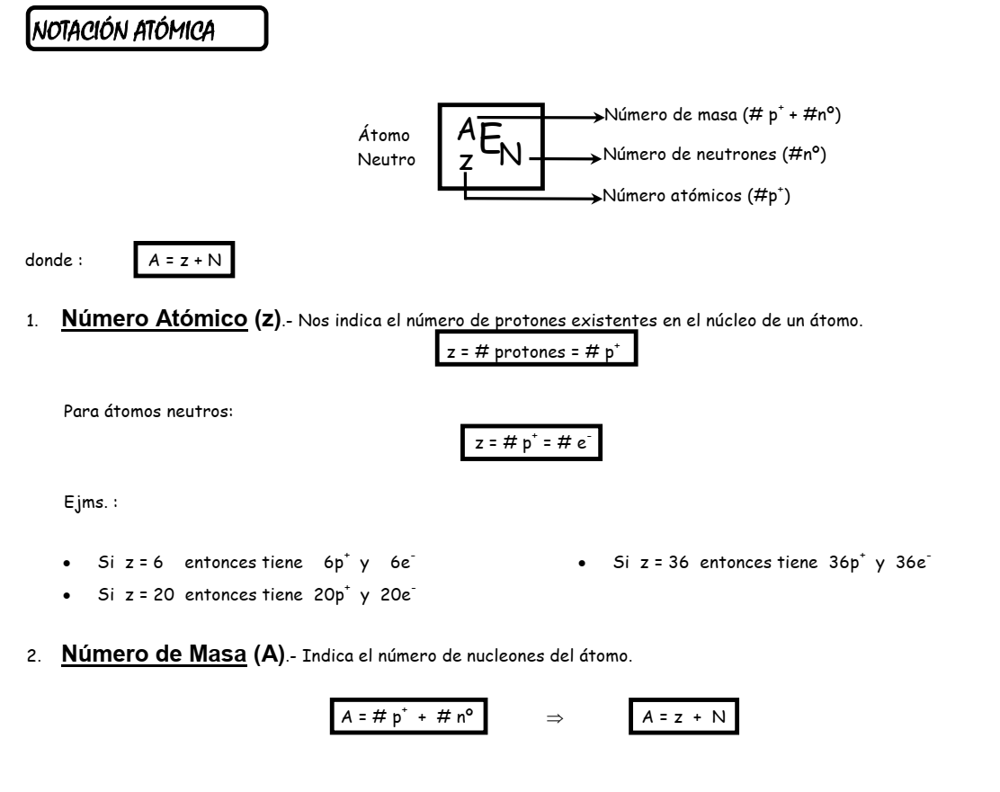 NOTACIÓN ATÓMICA
Átomo
Neutro
A
E
z
N
Número de masa (# p⁺ + #nº)
Número de neutrones (#nº)
Número atómicos (#p⁺)
donde :
A = z + N
1. Número Atómico (z).- Nos indica el número de protones existentes en el núcleo de un átomo.
z = # protones = # p⁺
Para átomos neutros:
z = # p⁺ = # e⁻
Ejms. :
• Si z = 6 entonces tiene 6p⁺ y 6e⁻
• Si z = 20 entonces tiene 20p⁺ y 20e⁻
• Si z = 36 entonces tiene 36p⁺ y 36e⁻
2. Número de Masa (A).- Indica el número de nucleones del átomo.
A = # p⁺ + # nº ⇒ A = z + N